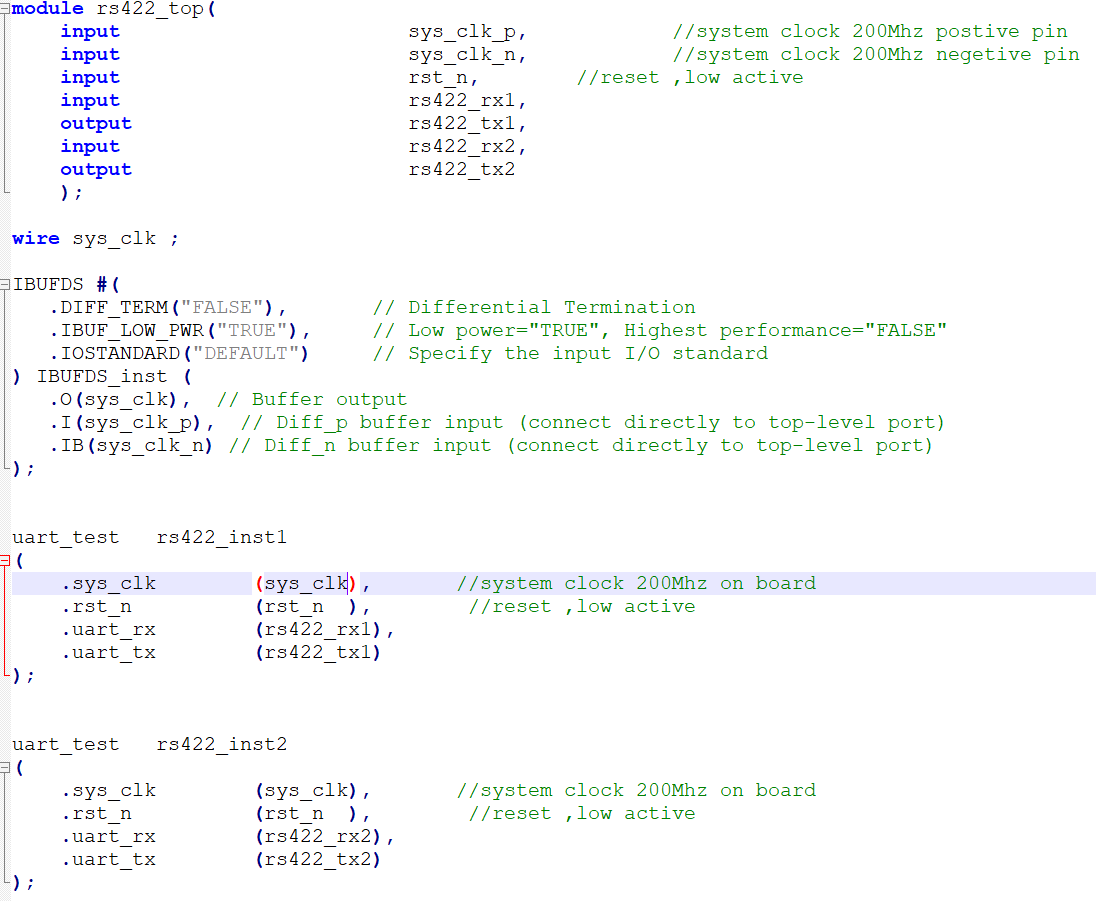 module rs422_top(
input sys_clk_p, //system clock 200Mhz postive pin
input sys_clk_n, //system clock 200Mhz negetive pin
input rst_n, //reset ,low active
input rs422_rx1,
output rs422_tx1,
input rs422_rx2,
output rs422_tx2
);
wire sys_clk ;
IBUFDS #(
.DIFF_TERM("FALSE"), // Differential Termination
.IBUF_LOW_PWR("TRUE"), // Low power="TRUE", Highest performance="FALSE"
.IOSTANDARD("DEFAULT") // Specify the input I/O standard
) IBUFDS_inst (
.O(sys_clk), // Buffer output
.I(sys_clk_p), // Diff_p buffer input (connect directly to top-level port)
.IB(sys_clk_n) // Diff_n buffer input (connect directly to top-level port)
);
uart_test rs422_inst1
(
.sys_clk (sys_clk), //system clock 200Mhz on board
.rst_n (rst_n ), //reset ,low active
.uart_rx (rs422_rx1),
.uart_tx (rs422_tx1)
);
uart_test rs422_inst2
(
.sys_clk (sys_clk), //system clock 200Mhz on board
.rst_n (rst_n ), //reset ,low active
.uart_rx (rs422_rx2),
.uart_tx (rs422_tx2)
);